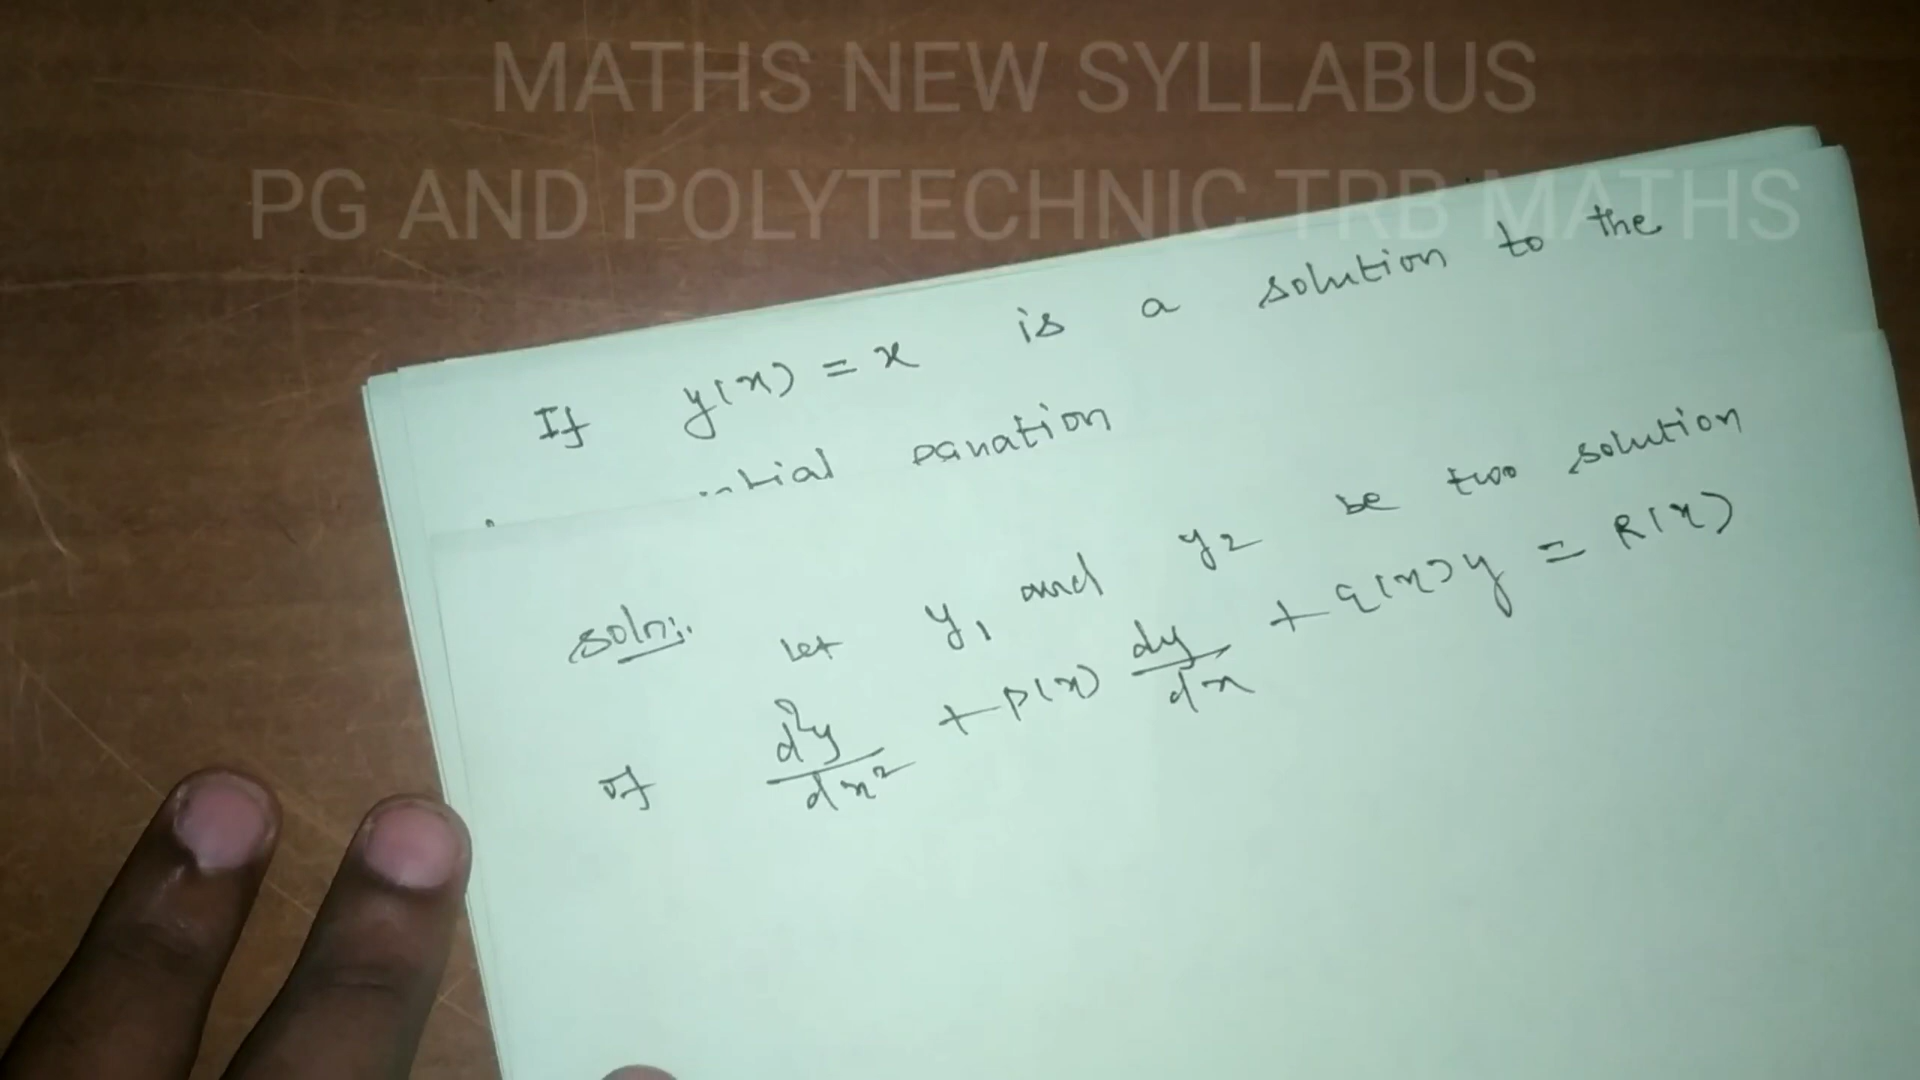 MATHS NEW SYLLABUS
PG AND POLYTECHNIC TRB MATHS
If y(x) = x is a solution to the
ntial equation
Soln:. Let y₁ and y₂ be two solution
of d²y/dx² + P(x) dy/dx + q(x)y = R(x)